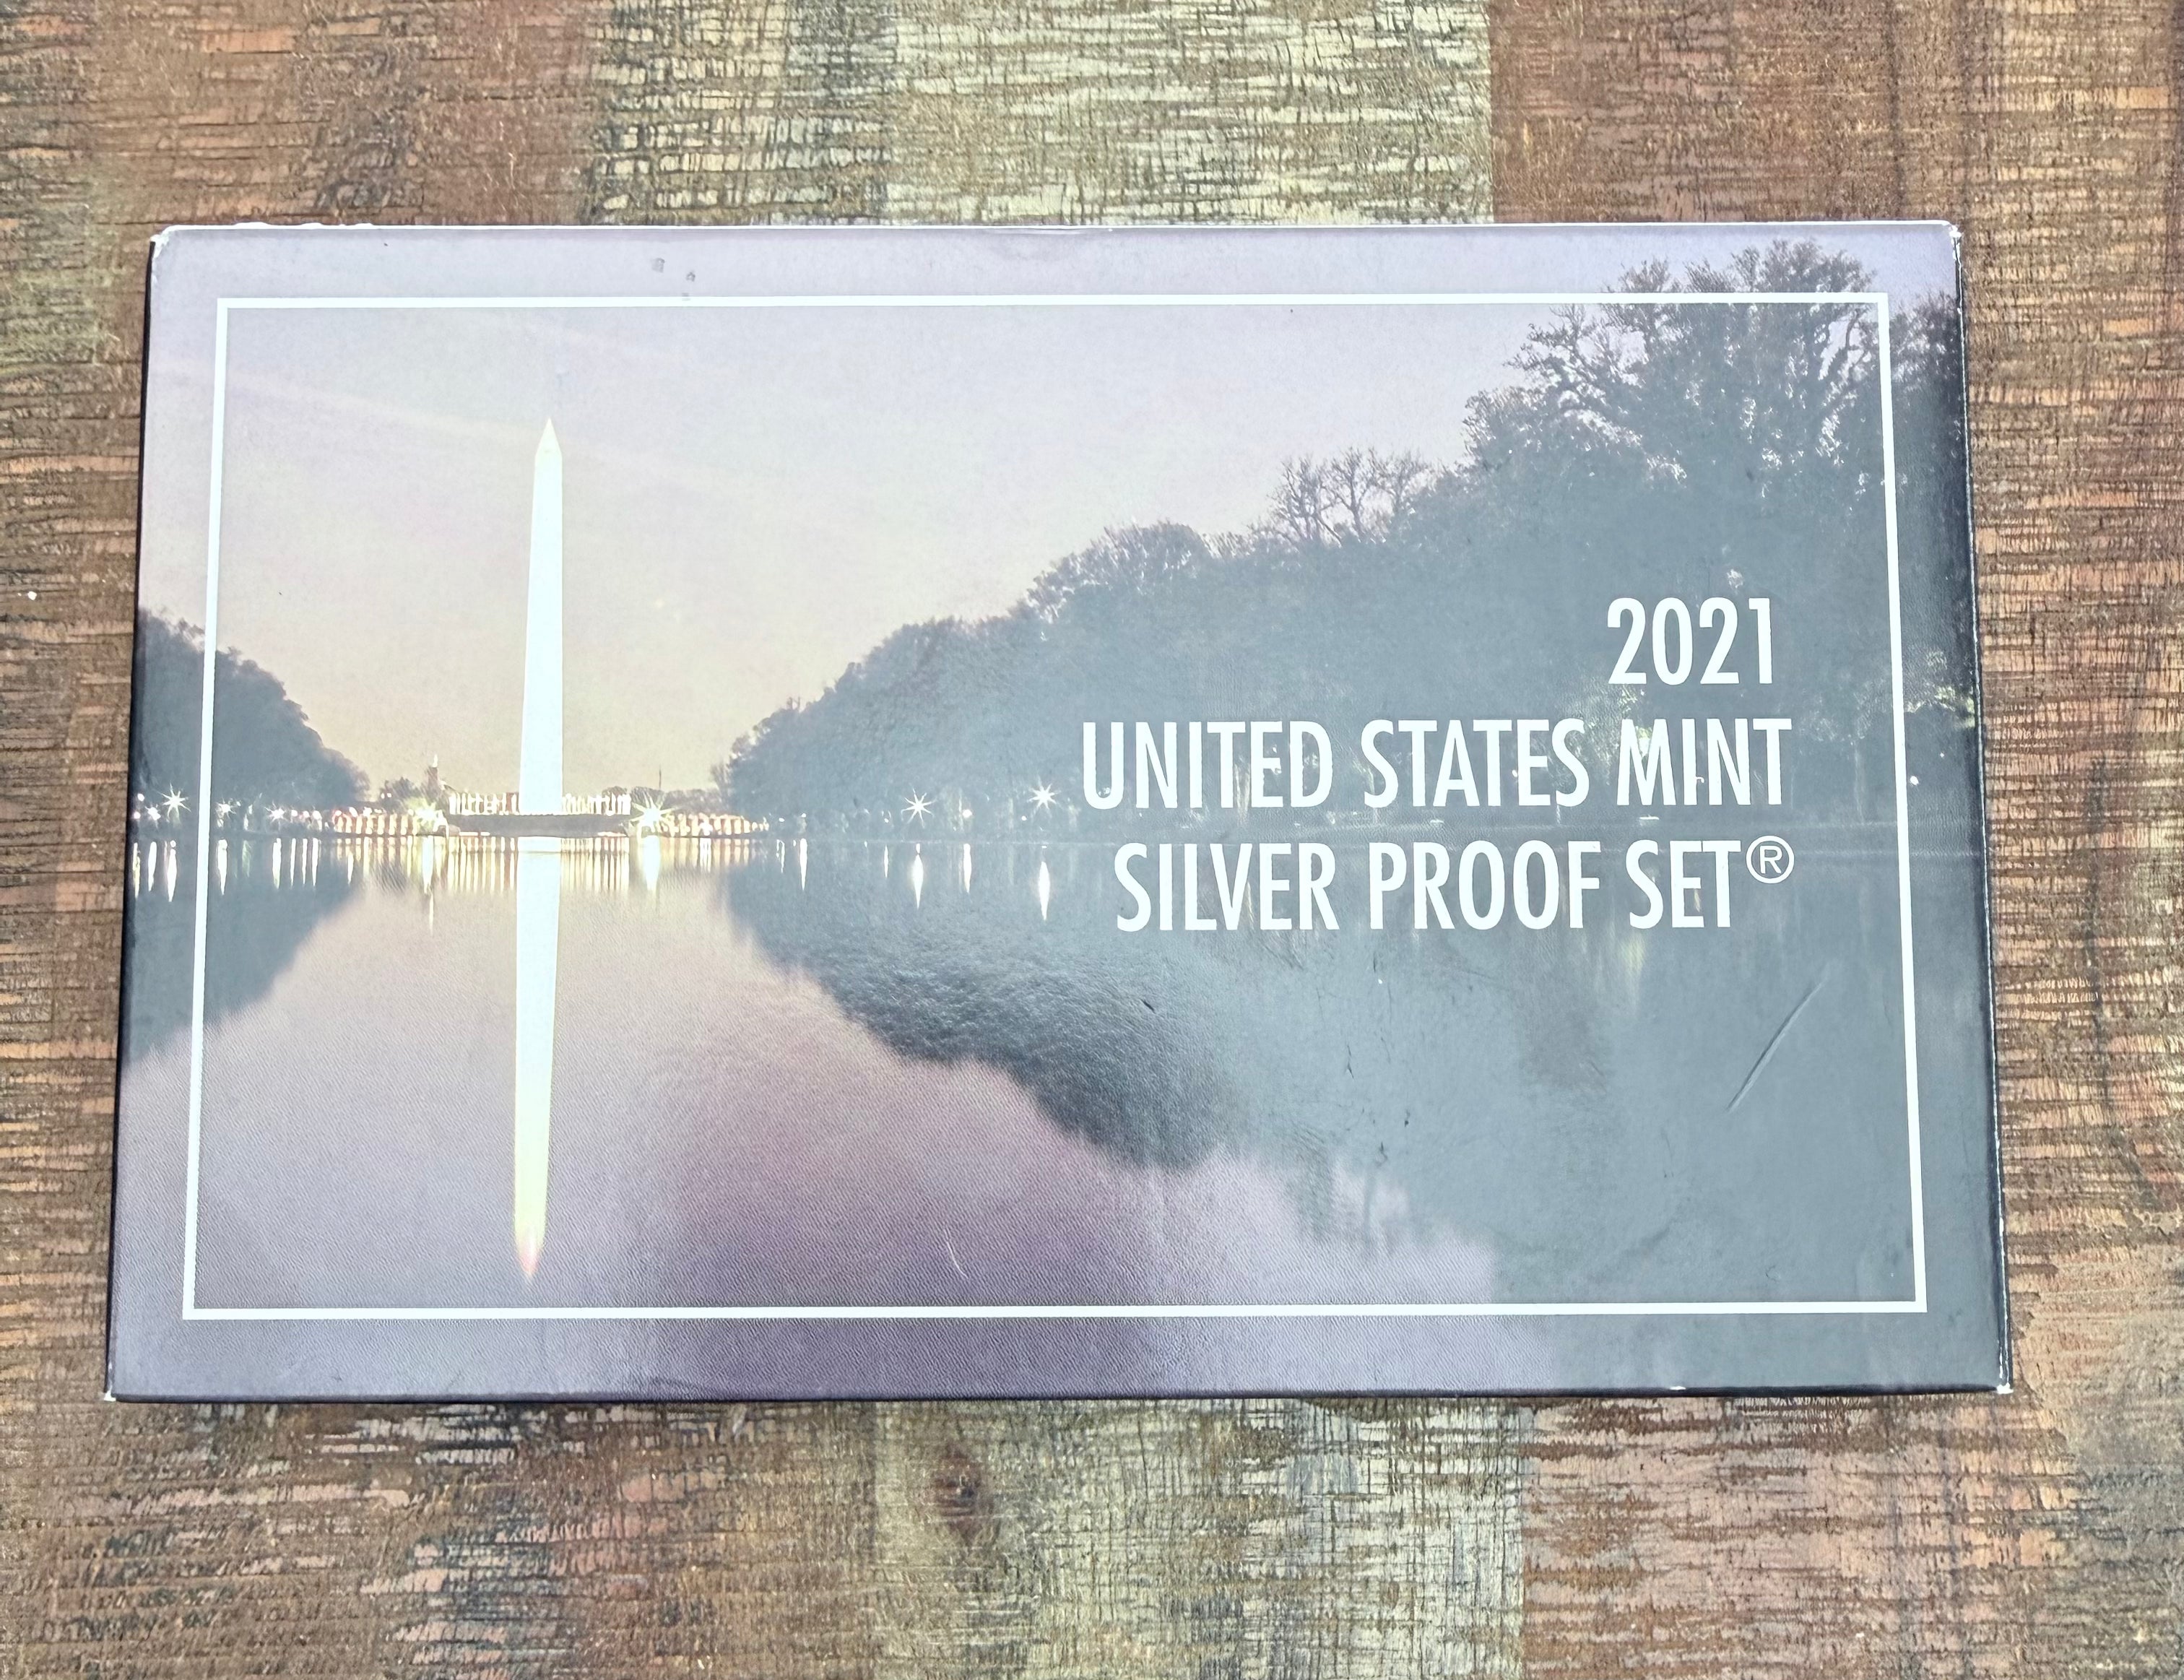 2021
UNITED STATES MINT
SILVER PROOF SET®